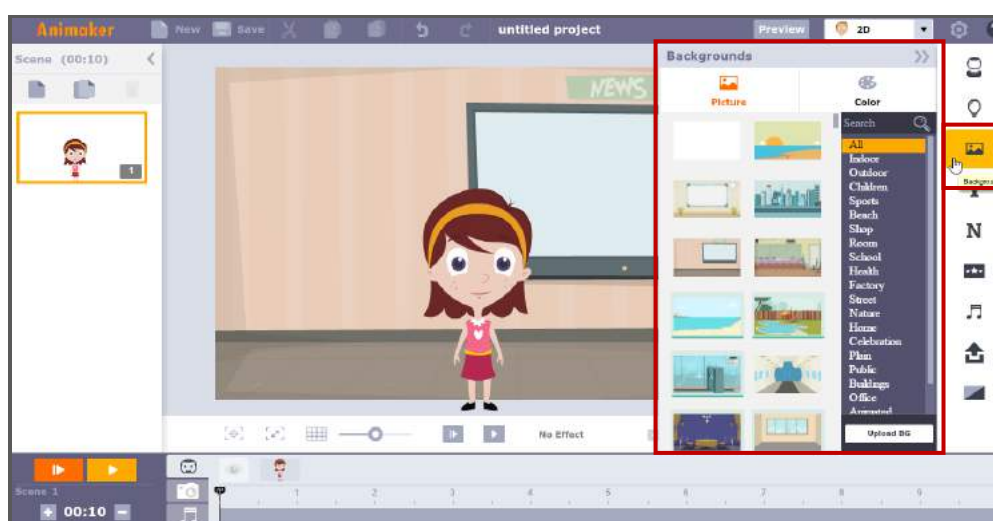 Animaker New Save untitled project Preview 2D
Scene (00:10)
Backgrounds
Picture Color
Search
All
Indoor
Outdoor
Children
Sports
Beach
Shop
Room
School
Health
Factory
Street
Nature
Home
Celebration
Plain
Public
Buildings
Office
Animated
Upload BG
NEWS
1
N
No Effect
Scene 1
00:10
1 2 3 4 5 6 7 8 9